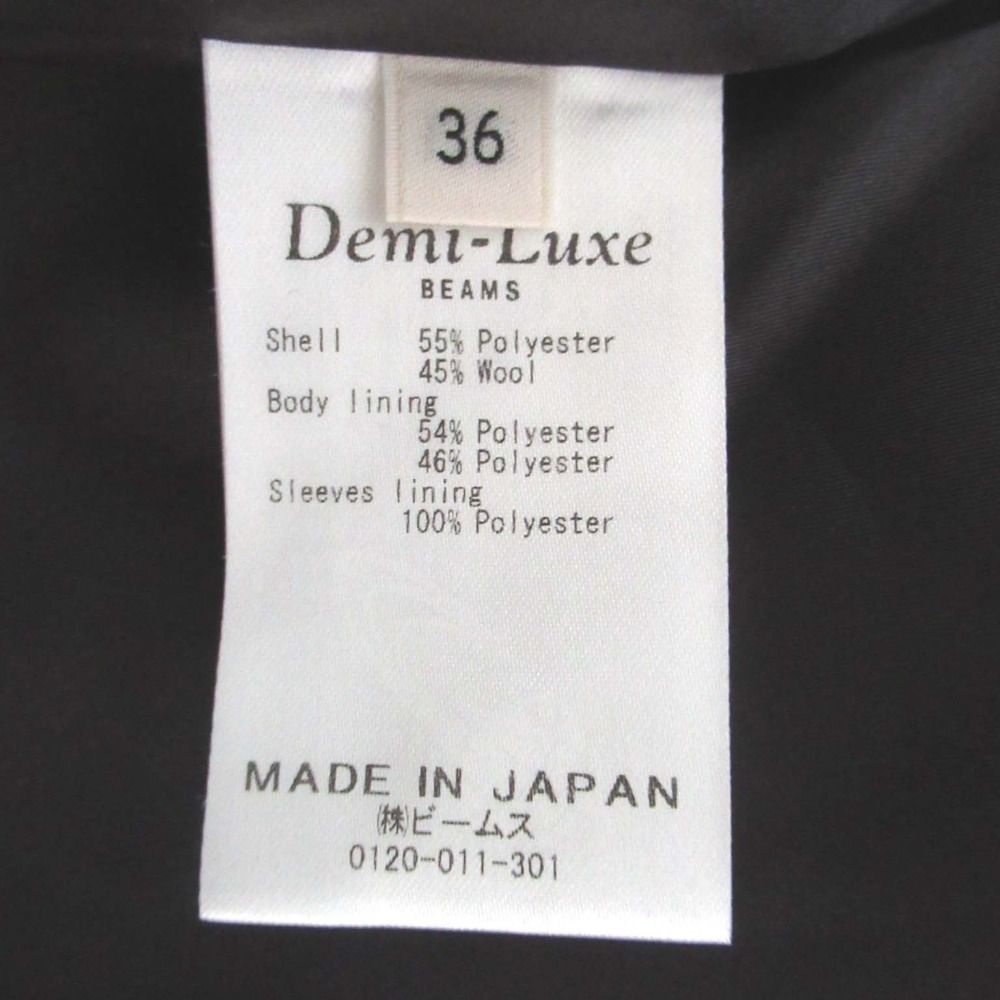 36
Demi-Luxe
BEAMS
Shell 55% Polyester
45% Wool
Body lining
54% Polyester
46% Polyester
Sleeves lining
100% Polyester
MADE IN JAPAN
㈱ビームス
0120-011-301